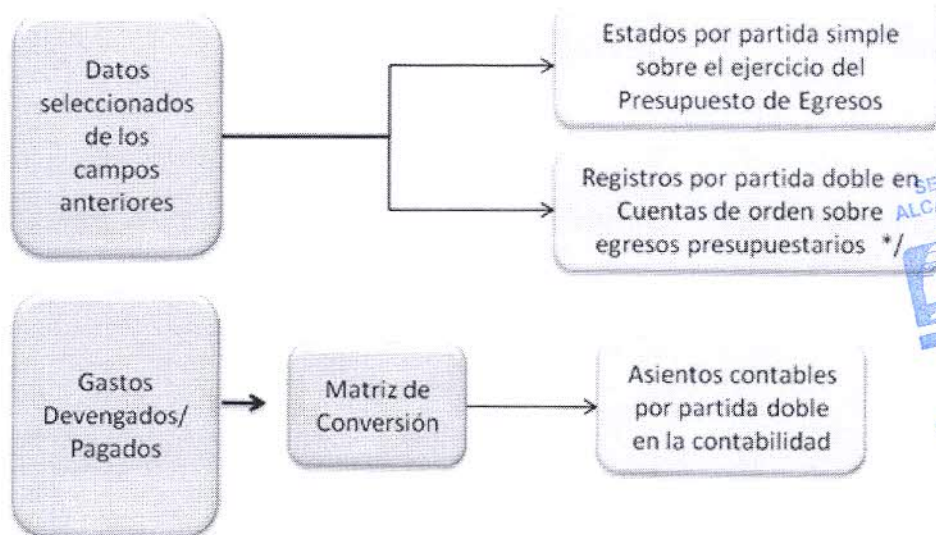 Datos
seleccionados
de los
campos
anteriores
Estados por partida simple
sobre el ejercicio del
Presupuesto de Egresos
Registros por partida doble en
Cuentas de orden sobre
egresos presupuestarios */
SE
ALC
Gastos
Devengados/
Pagados
Matriz de
Conversión
Asientos contables
por partida doble
en la contabilidad